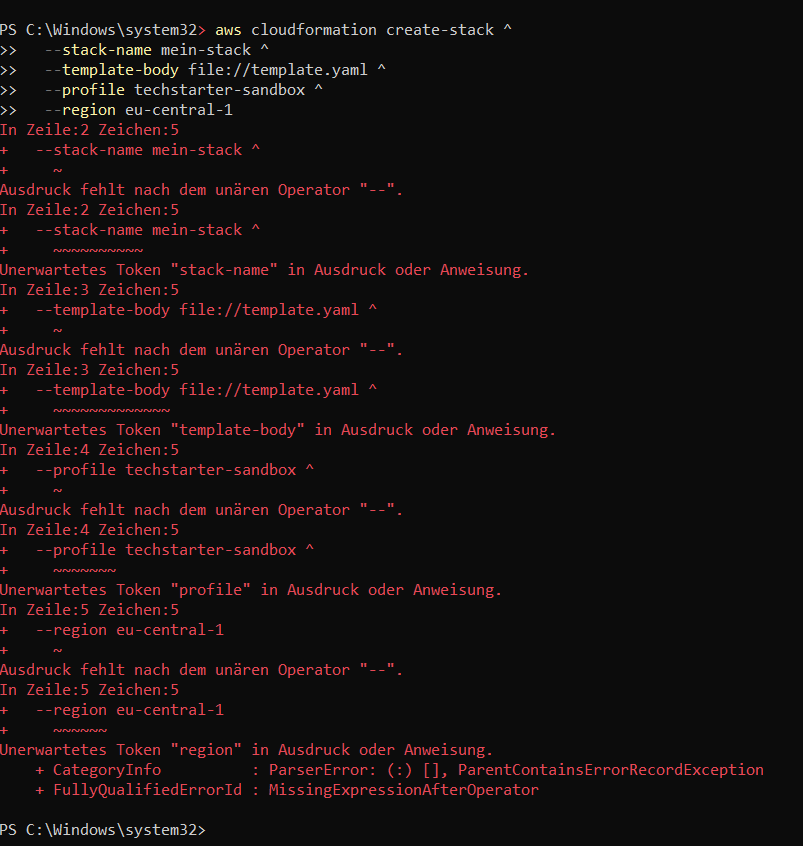 PS C:\Windows\system32> aws cloudformation create-stack ^
>>   --stack-name mein-stack ^
>>   --template-body file://template.yaml ^
>>   --profile techstarter-sandbox ^
>>   --region eu-central-1
In Zeile:2 Zeichen:5
+   --stack-name mein-stack ^
+     ~
Ausdruck fehlt nach dem unären Operator "--".
In Zeile:2 Zeichen:5
+   --stack-name mein-stack ^
+     ~~~~~~~~~~
Unerwartetes Token "stack-name" in Ausdruck oder Anweisung.
In Zeile:3 Zeichen:5
+   --template-body file://template.yaml ^
+     ~
Ausdruck fehlt nach dem unären Operator "--".
In Zeile:3 Zeichen:5
+   --template-body file://template.yaml ^
+     ~~~~~~~~~~~~~
Unerwartetes Token "template-body" in Ausdruck oder Anweisung.
In Zeile:4 Zeichen:5
+   --profile techstarter-sandbox ^
+     ~
Ausdruck fehlt nach dem unären Operator "--".
In Zeile:4 Zeichen:5
+   --profile techstarter-sandbox ^
+     ~~~~~~~
Unerwartetes Token "profile" in Ausdruck oder Anweisung.
In Zeile:5 Zeichen:5
+   --region eu-central-1
+     ~
Ausdruck fehlt nach dem unären Operator "--".
In Zeile:5 Zeichen:5
+   --region eu-central-1
+     ~~~~~~
Unerwartetes Token "region" in Ausdruck oder Anweisung.
    + CategoryInfo          : ParserError: (:) [], ParentContainsErrorRecordException
    + FullyQualifiedErrorId : MissingExpressionAfterOperator
PS C:\Windows\system32>